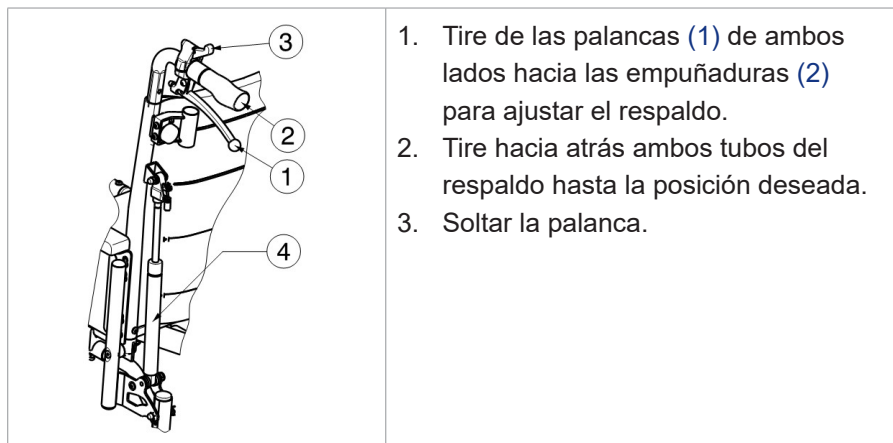 3
2
1
4
1. Tire de las palancas (1) de ambos
lados hacia las empuñaduras (2)
para ajustar el respaldo.
2. Tire hacia atrás ambos tubos del
respaldo hasta la posición deseada.
3. Soltar la palanca.